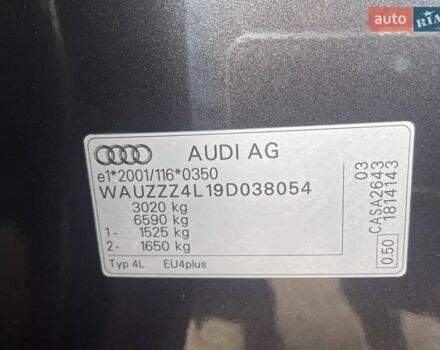 auto RIA
AUDI AG
e1*2001/116*0350
WAUZZZ4L19D038054
3020 kg
6590 kg
1- 1525 kg
2- 1650 kg
Typ 4L EU4plus
03
CASA2643
1814143
0.50